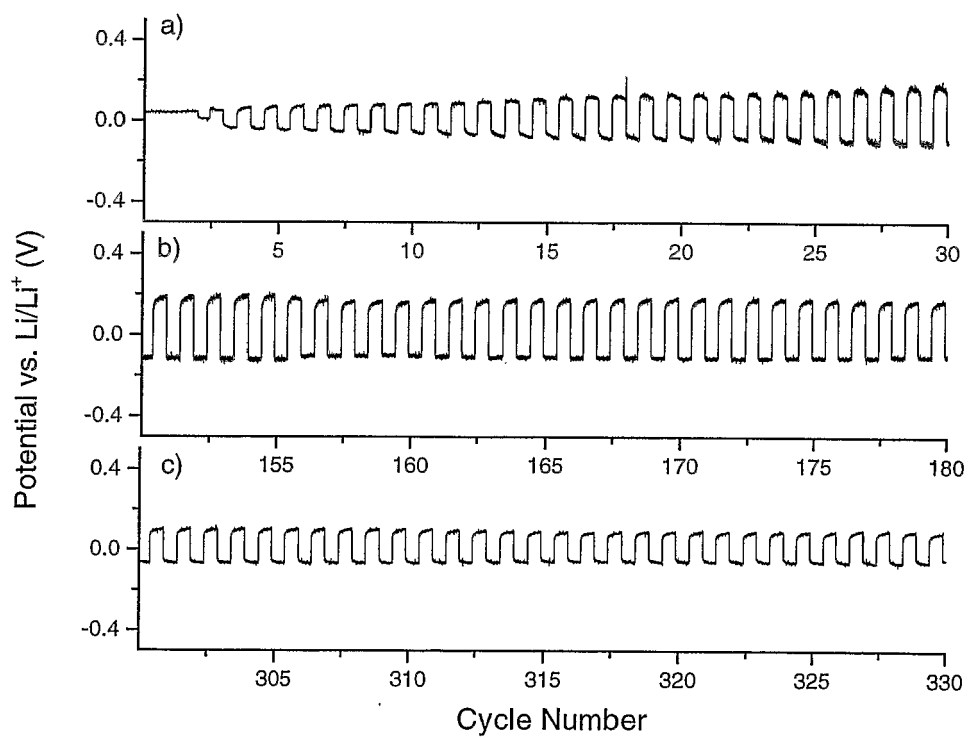 a)
0.4
0.0
-0.4
5 10 15 20 25 30
b)
0.4
0.0
-0.4
155 160 165 170 175 180
c)
0.4
0.0
-0.4
305 310 315 320 325 330
Potential vs. Li/Li⁺ (V)
Cycle Number